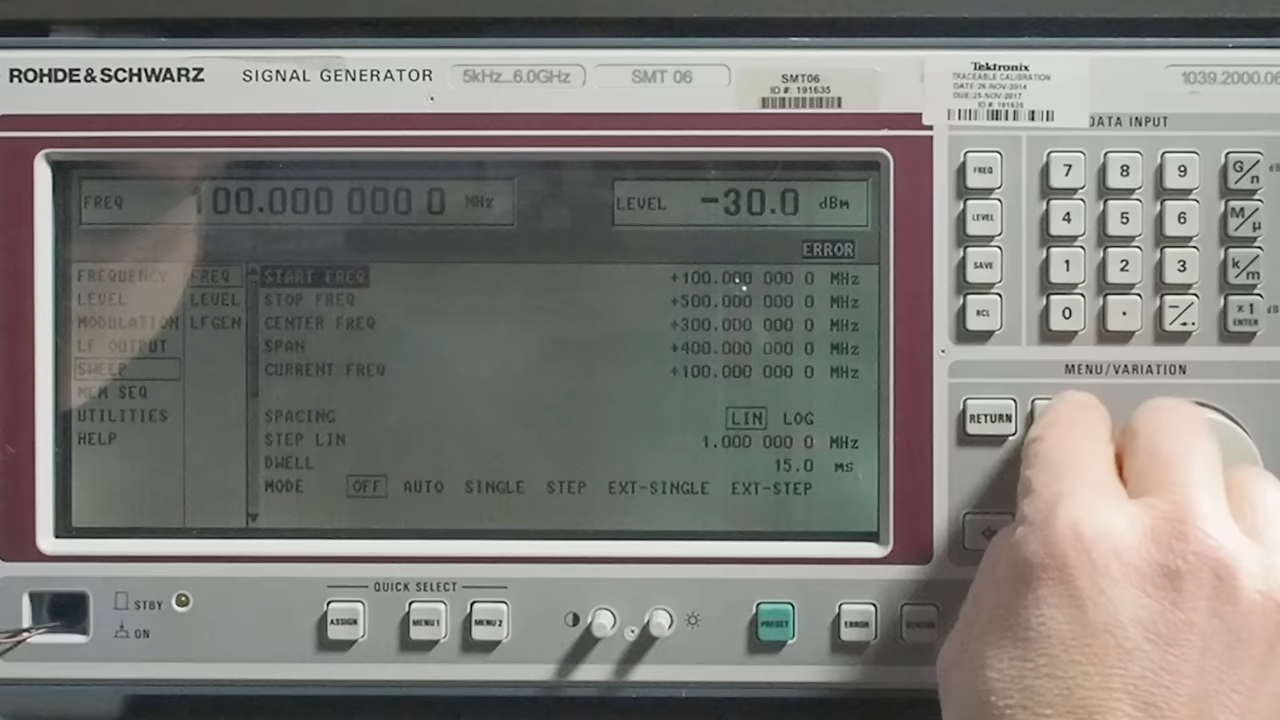 ROHDE&SCHWARZ SIGNAL GENERATOR 5kHz...6.0GHz SMT 06
SMT06
ID #: 191635
Tektronix
TRACEABLE CALIBRATION
DATE: 26-NOV-2014
DUE: 25-NOV-2017
ID #: 191635
1039.2000.06
DATA INPUT
FREQ 100.000 000 0 MHz LEVEL -30.0 dBm
ERROR
FREQUENCY FREQ START FREQ +100.000 000 0 MHz
LEVEL LEVEL STOP FREQ +500.000 000 0 MHz
MODULATION LFGEN CENTER FREQ +300.000 000 0 MHz
LF OUTPUT SPAN +400.000 000 0 MHz
SWEEP CURRENT FREQ +100.000 000 0 MHz
MEM SEQ
UTILITIES SPACING LIN LOG
HELP STEP LIN 1.000 000 0 MHz
DWELL 15.0 ms
MODE OFF AUTO SINGLE STEP EXT-SINGLE EXT-STEP
FREQ 7 8 9 G/n
LEVEL 4 5 6 M/µ
SAVE 1 2 3 k/m
RCL 0 . -/← x1 ENTER
MENU/VARIATION
RETURN
QUICK SELECT
STBY
ON
ASSIGN MENU 1 MENU 2 PRESET ERROR STATUS